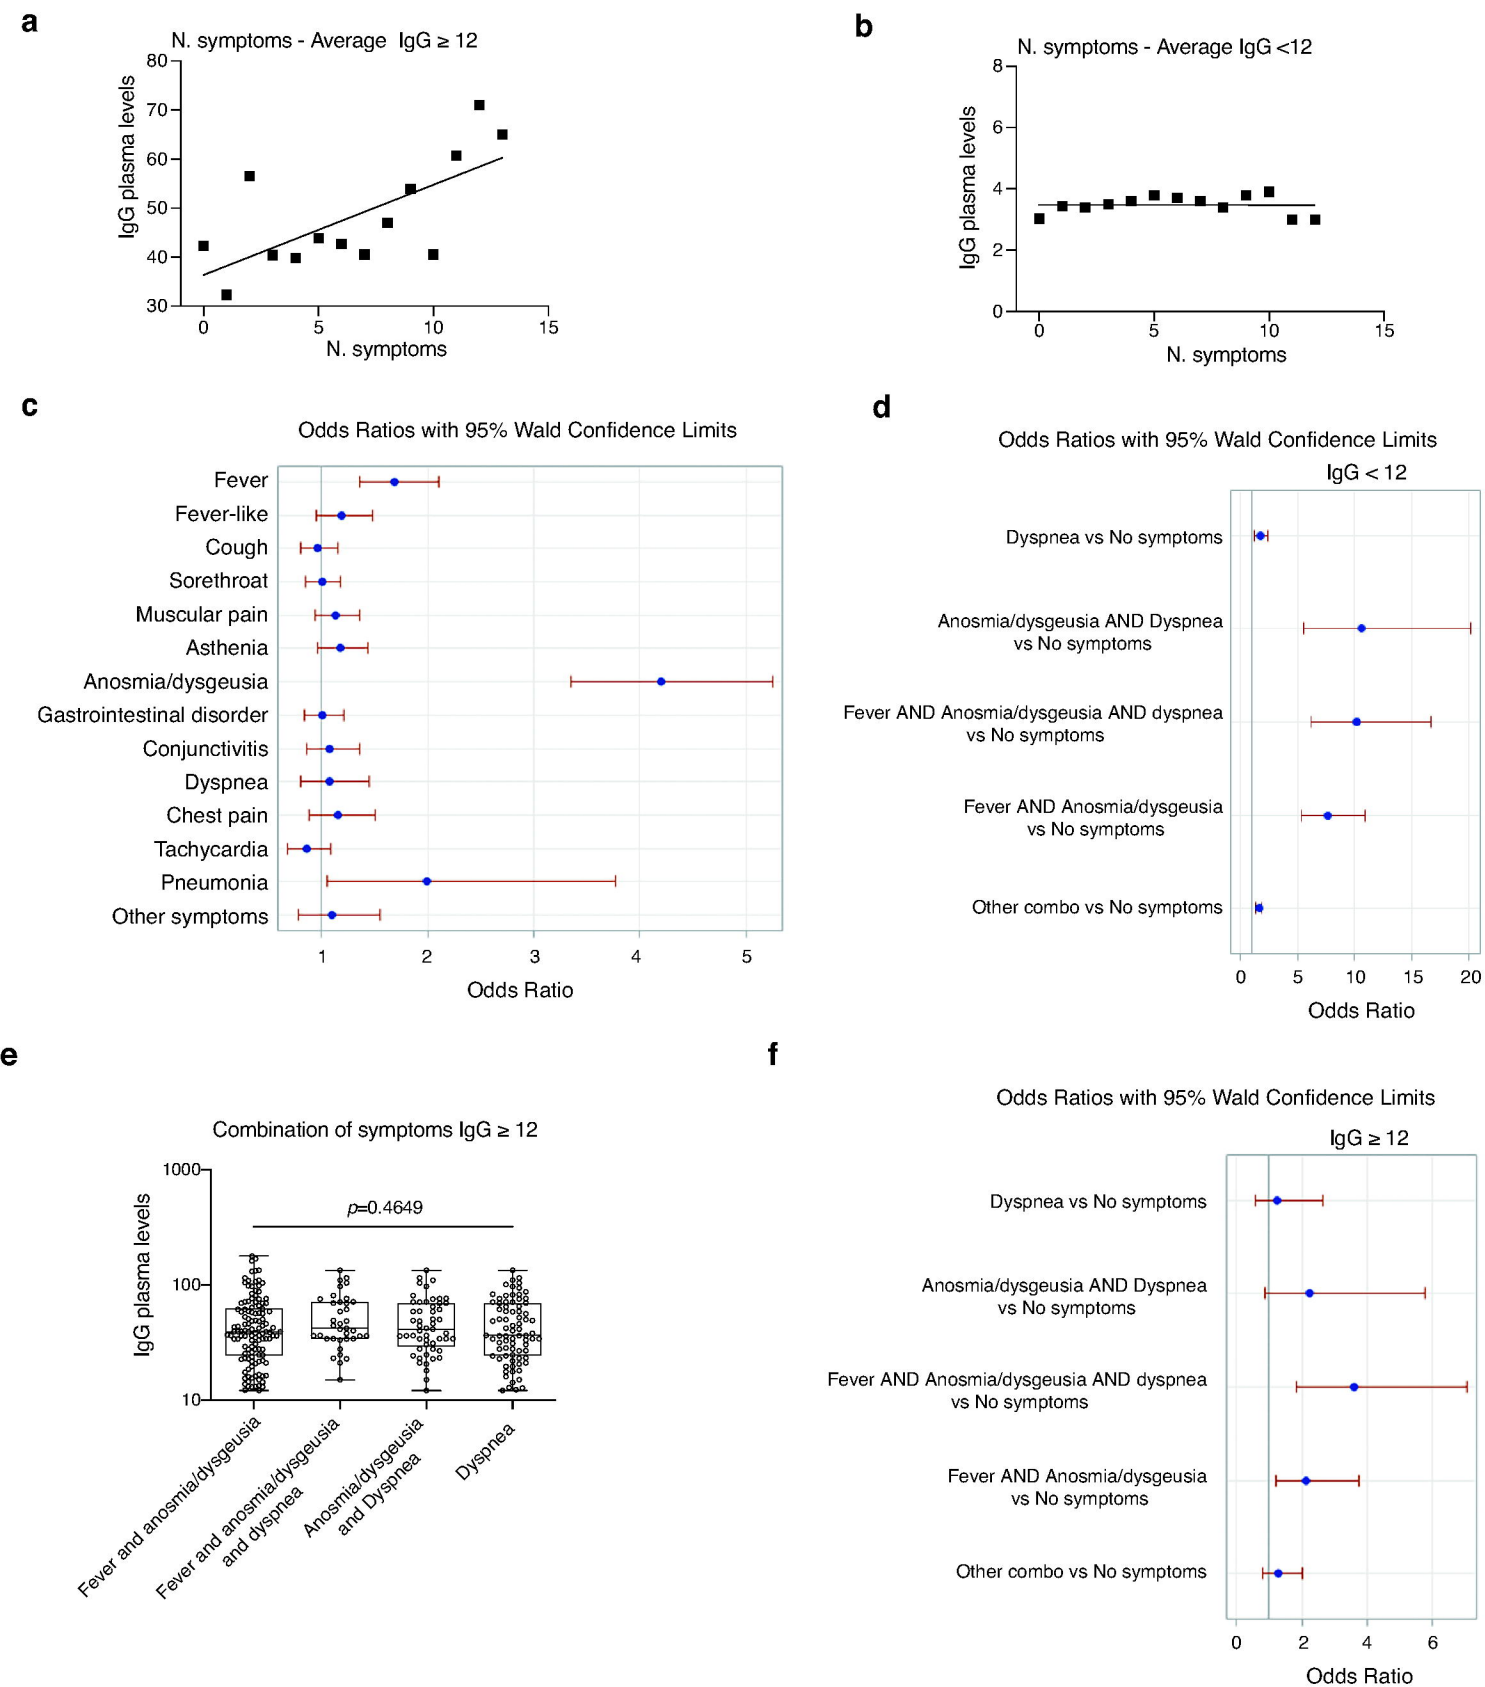 a
N. symptoms - Average IgG ≥ 12
IgG plasma levels
80
70
60
50
40
30
0
5
10
15
N. symptoms
b
N. symptoms - Average IgG <12
IgG plasma levels
8
6
4
2
0
0
5
10
15
N. symptoms
c
Odds Ratios with 95% Wald Confidence Limits
Fever
Fever-like
Cough
Sorethroat
Muscular pain
Asthenia
Anosmia/dysgeusia
Gastrointestinal disorder
Conjunctivitis
Dyspnea
Chest pain
Tachycardia
Pneumonia
Other symptoms
1
2
3
4
5
Odds Ratio
d
Odds Ratios with 95% Wald Confidence Limits
IgG < 12
Dyspnea vs No symptoms
Anosmia/dysgeusia AND Dyspnea
vs No symptoms
Fever AND Anosmia/dysgeusia AND dyspnea
vs No symptoms
Fever AND Anosmia/dysgeusia
vs No symptoms
Other combo vs No symptoms
0
5
10
15
20
Odds Ratio
e
Combination of symptoms IgG ≥ 12
IgG plasma levels
1000
100
10
p=0.4649
Fever and anosmia/dysgeusia
Fever and anosmia/dysgeusia
and dyspnea
Anosmia/dysgeusia
and Dyspnea
Dyspnea
f
Odds Ratios with 95% Wald Confidence Limits
IgG ≥ 12
Dyspnea vs No symptoms
Anosmia/dysgeusia AND Dyspnea
vs No symptoms
Fever AND Anosmia/dysgeusia AND dyspnea
vs No symptoms
Fever AND Anosmia/dysgeusia
vs No symptoms
Other combo vs No symptoms
0
2
4
6
Odds Ratio